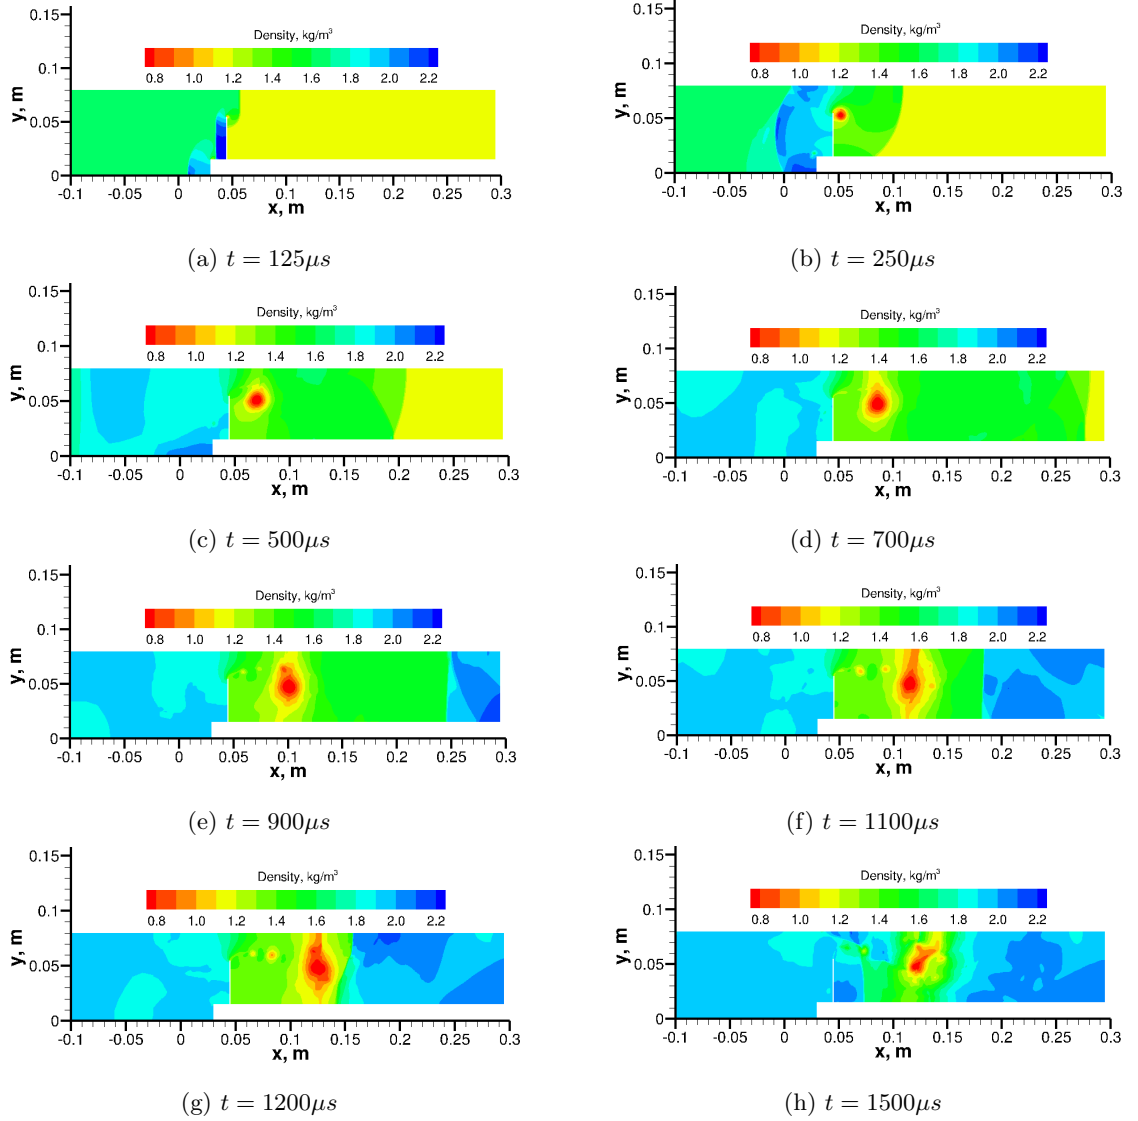 Density, kg/m³
0.8 1.0 1.2 1.4 1.6 1.8 2.0 2.2
0.15
0.1
0.05
0
y, m
-0.1 -0.05 0 0.05 0.1 0.15 0.2 0.25 0.3
x, m
(a) t = 125μs
Density, kg/m³
0.8 1.0 1.2 1.4 1.6 1.8 2.0 2.2
0.15
0.1
0.05
0
y, m
-0.1 -0.05 0 0.05 0.1 0.15 0.2 0.25 0.3
x, m
(b) t = 250μs
Density, kg/m³
0.8 1.0 1.2 1.4 1.6 1.8 2.0 2.2
0.15
0.1
0.05
0
y, m
-0.1 -0.05 0 0.05 0.1 0.15 0.2 0.25 0.3
x, m
(c) t = 500μs
Density, kg/m³
0.8 1.0 1.2 1.4 1.6 1.8 2.0 2.2
0.15
0.1
0.05
0
y, m
-0.1 -0.05 0 0.05 0.1 0.15 0.2 0.25 0.3
x, m
(d) t = 700μs
Density, kg/m³
0.8 1.0 1.2 1.4 1.6 1.8 2.0 2.2
0.15
0.1
0.05
0
y, m
-0.1 -0.05 0 0.05 0.1 0.15 0.2 0.25 0.3
x, m
(e) t = 900μs
Density, kg/m³
0.8 1.0 1.2 1.4 1.6 1.8 2.0 2.2
0.15
0.1
0.05
0
y, m
-0.1 -0.05 0 0.05 0.1 0.15 0.2 0.25 0.3
x, m
(f) t = 1100μs
Density, kg/m³
0.8 1.0 1.2 1.4 1.6 1.8 2.0 2.2
0.15
0.1
0.05
0
y, m
-0.1 -0.05 0 0.05 0.1 0.15 0.2 0.25 0.3
x, m
(g) t = 1200μs
Density, kg/m³
0.8 1.0 1.2 1.4 1.6 1.8 2.0 2.2
0.15
0.1
0.05
0
y, m
-0.1 -0.05 0 0.05 0.1 0.15 0.2 0.25 0.3
x, m
(h) t = 1500μs